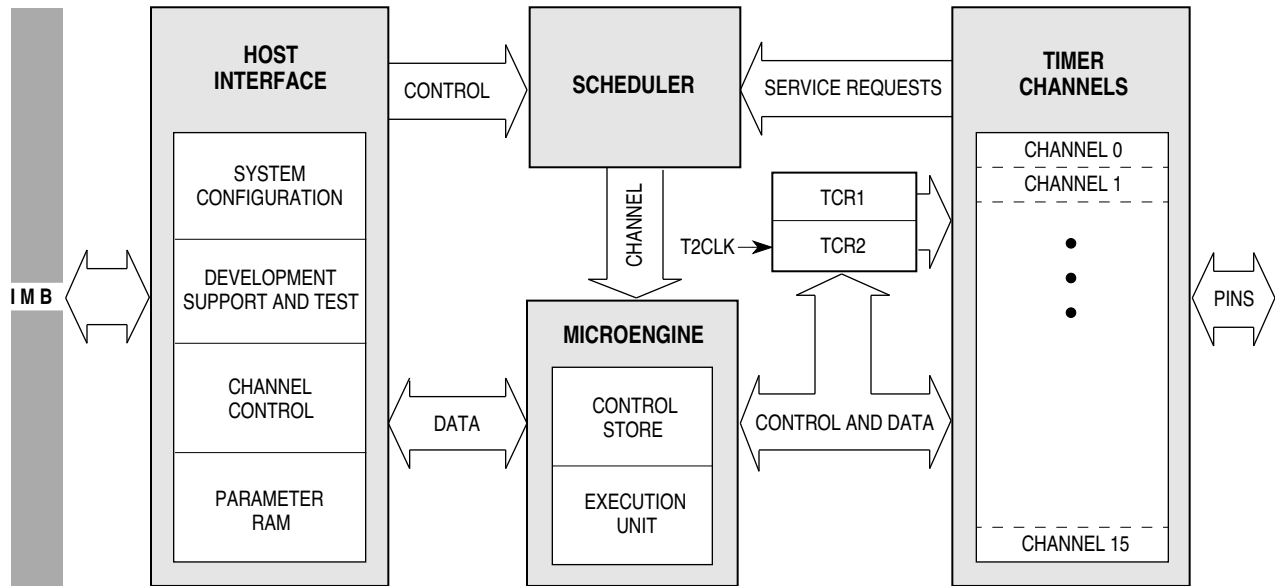 IMB
HOST
INTERFACE
SYSTEM
CONFIGURATION
DEVELOPMENT
SUPPORT AND TEST
CHANNEL
CONTROL
PARAMETER
RAM
CONTROL
SCHEDULER
SERVICE REQUESTS
CHANNEL
T2CLK
TCR1
TCR2
MICROENGINE
CONTROL
STORE
EXECUTION
UNIT
DATA
CONTROL AND DATA
TIMER
CHANNELS
CHANNEL 0
CHANNEL 1
CHANNEL 15
PINS